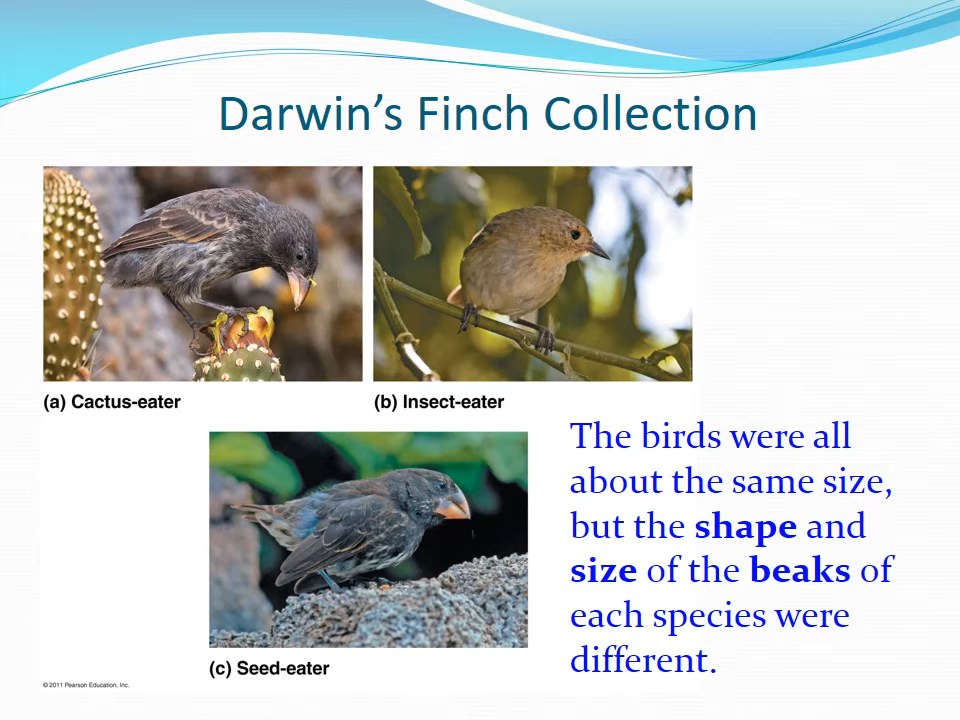 Darwin’s Finch Collection
(a) Cactus-eater
(b) Insect-eater
The birds were all
about the same size,
but the shape and
size of the beaks of
each species were
different.
(c) Seed-eater
© 2011 Pearson Education, Inc.